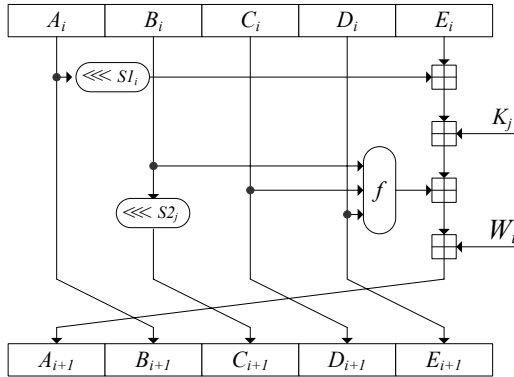 A_i B_i C_i D_i E_i
<<< S1_i
K_j
f
<<< S2_j
W_i
A_{i+1} B_{i+1} C_{i+1} D_{i+1} E_{i+1}